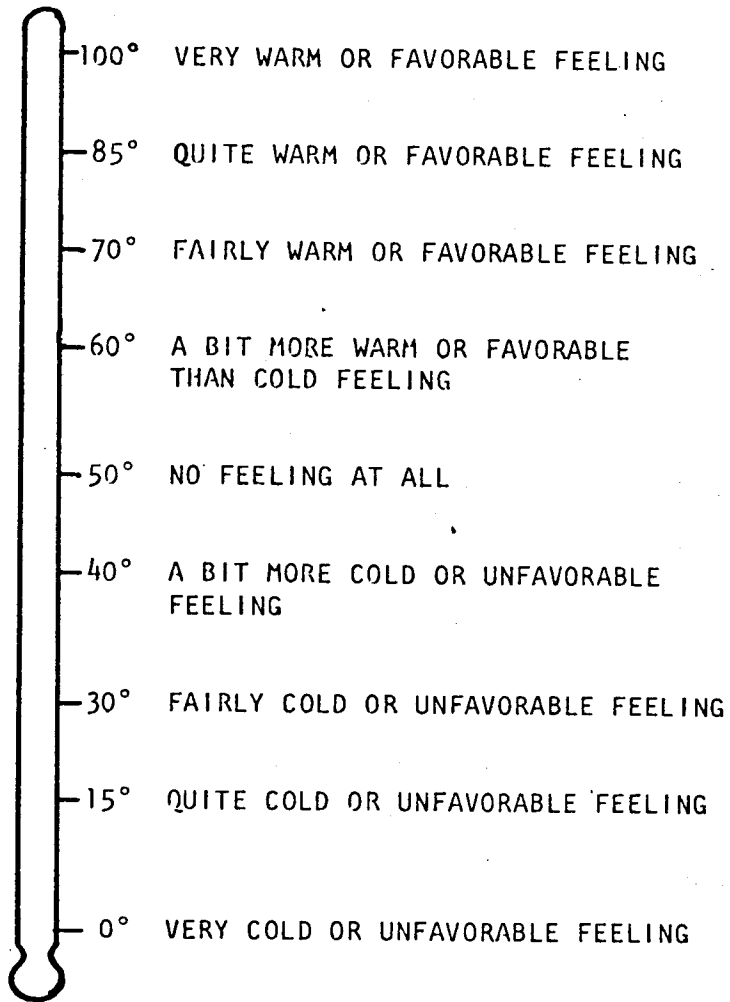 100° VERY WARM OR FAVORABLE FEELING
85° QUITE WARM OR FAVORABLE FEELING
70° FAIRLY WARM OR FAVORABLE FEELING
60° A BIT MORE WARM OR FAVORABLE
THAN COLD FEELING
50° NO FEELING AT ALL
40° A BIT MORE COLD OR UNFAVORABLE
FEELING
30° FAIRLY COLD OR UNFAVORABLE FEELING
15° QUITE COLD OR UNFAVORABLE FEELING
0° VERY COLD OR UNFAVORABLE FEELING